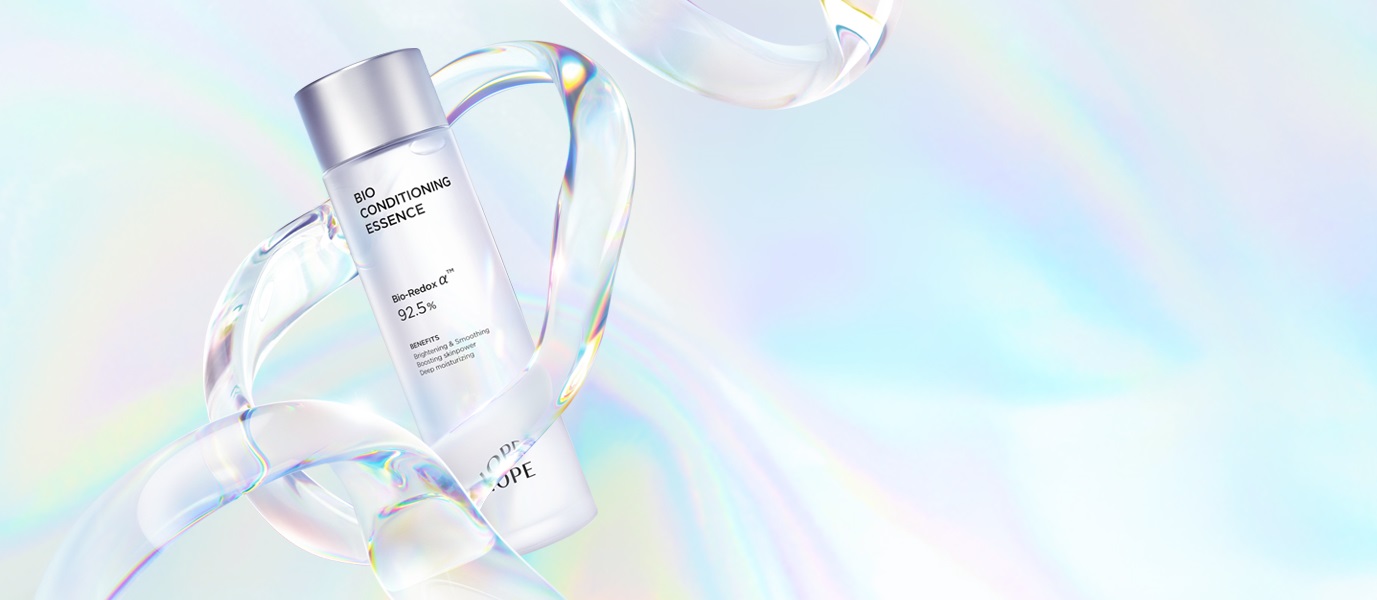 BIO
CONDITIONING
ESSENCE
Bio-Redox α™
92.5%
BENEFITS
Brightening & Smoothing
Boosting skinpower
Deep moisturizing
IOPE